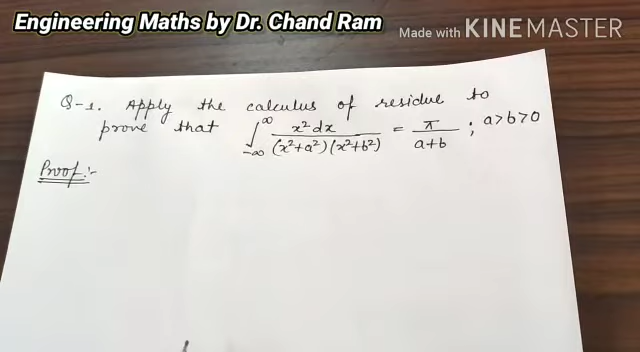 Engineering Maths by Dr. Chand Ram
Made with KINEMASTER
Q-1. Apply the calculus of residue to
prove that ∫_{-∞}^{∞} x² dx / (x²+a²)(x²+b²) = π / a+b ; a>b>0
Proof:-